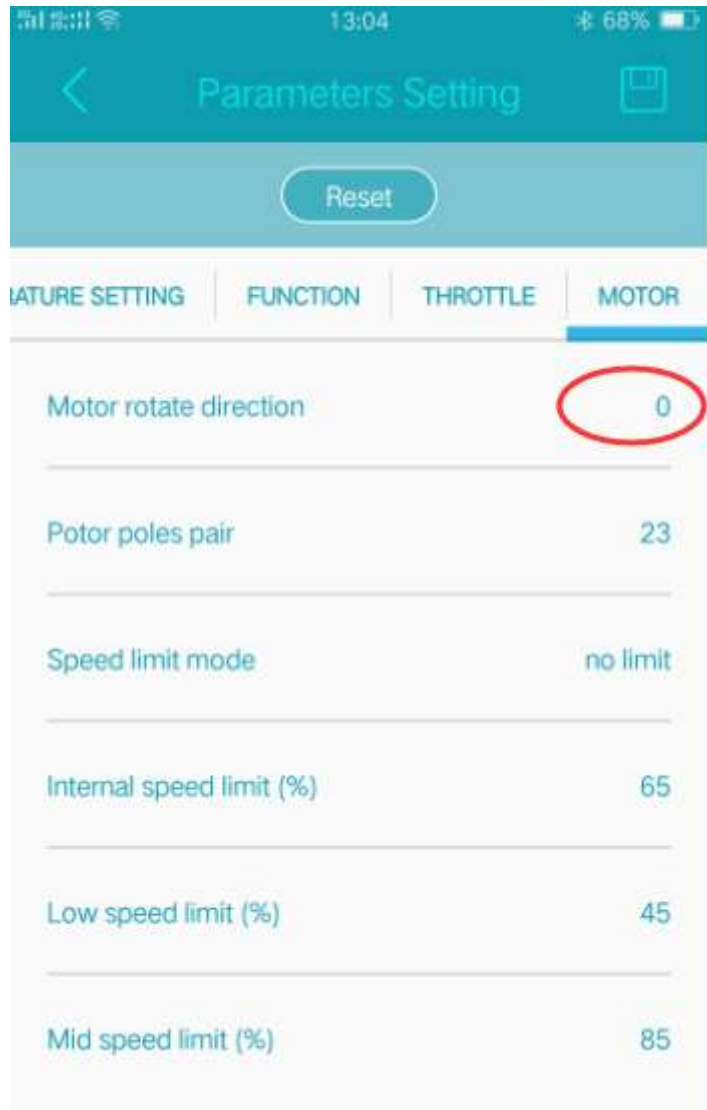 13:04
68%
Parameters Setting
Reset
ATURE SETTING FUNCTION THROTTLE MOTOR
Motor rotate direction 0
Potor poles pair 23
Speed limit mode no limit
Internal speed limit (%) 65
Low speed limit (%) 45
Mid speed limit (%) 85